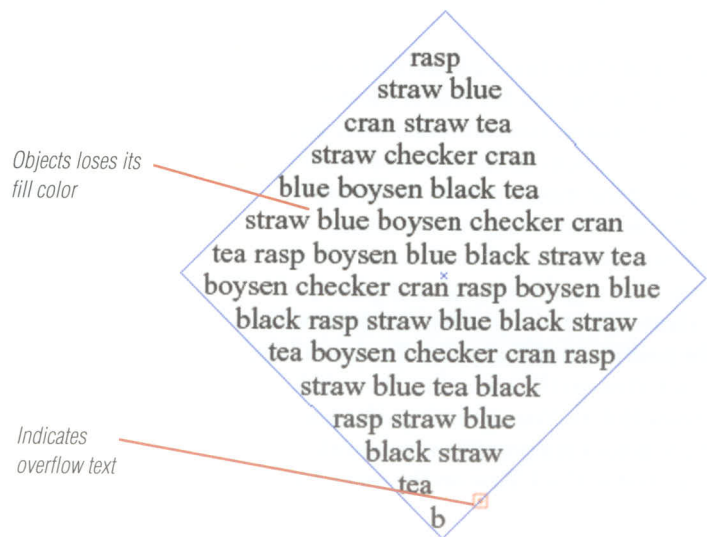 rasp
straw blue
cran straw tea
straw checker cran
blue boysen black tea
straw blue boysen checker cran
tea rasp boysen blue black straw tea
boysen checker cran rasp boysen blue
black rasp straw blue black straw
tea boysen checker cran rasp
straw blue tea black
rasp straw blue
black straw
tea
b
Objects loses its
fill color
Indicates
overflow text